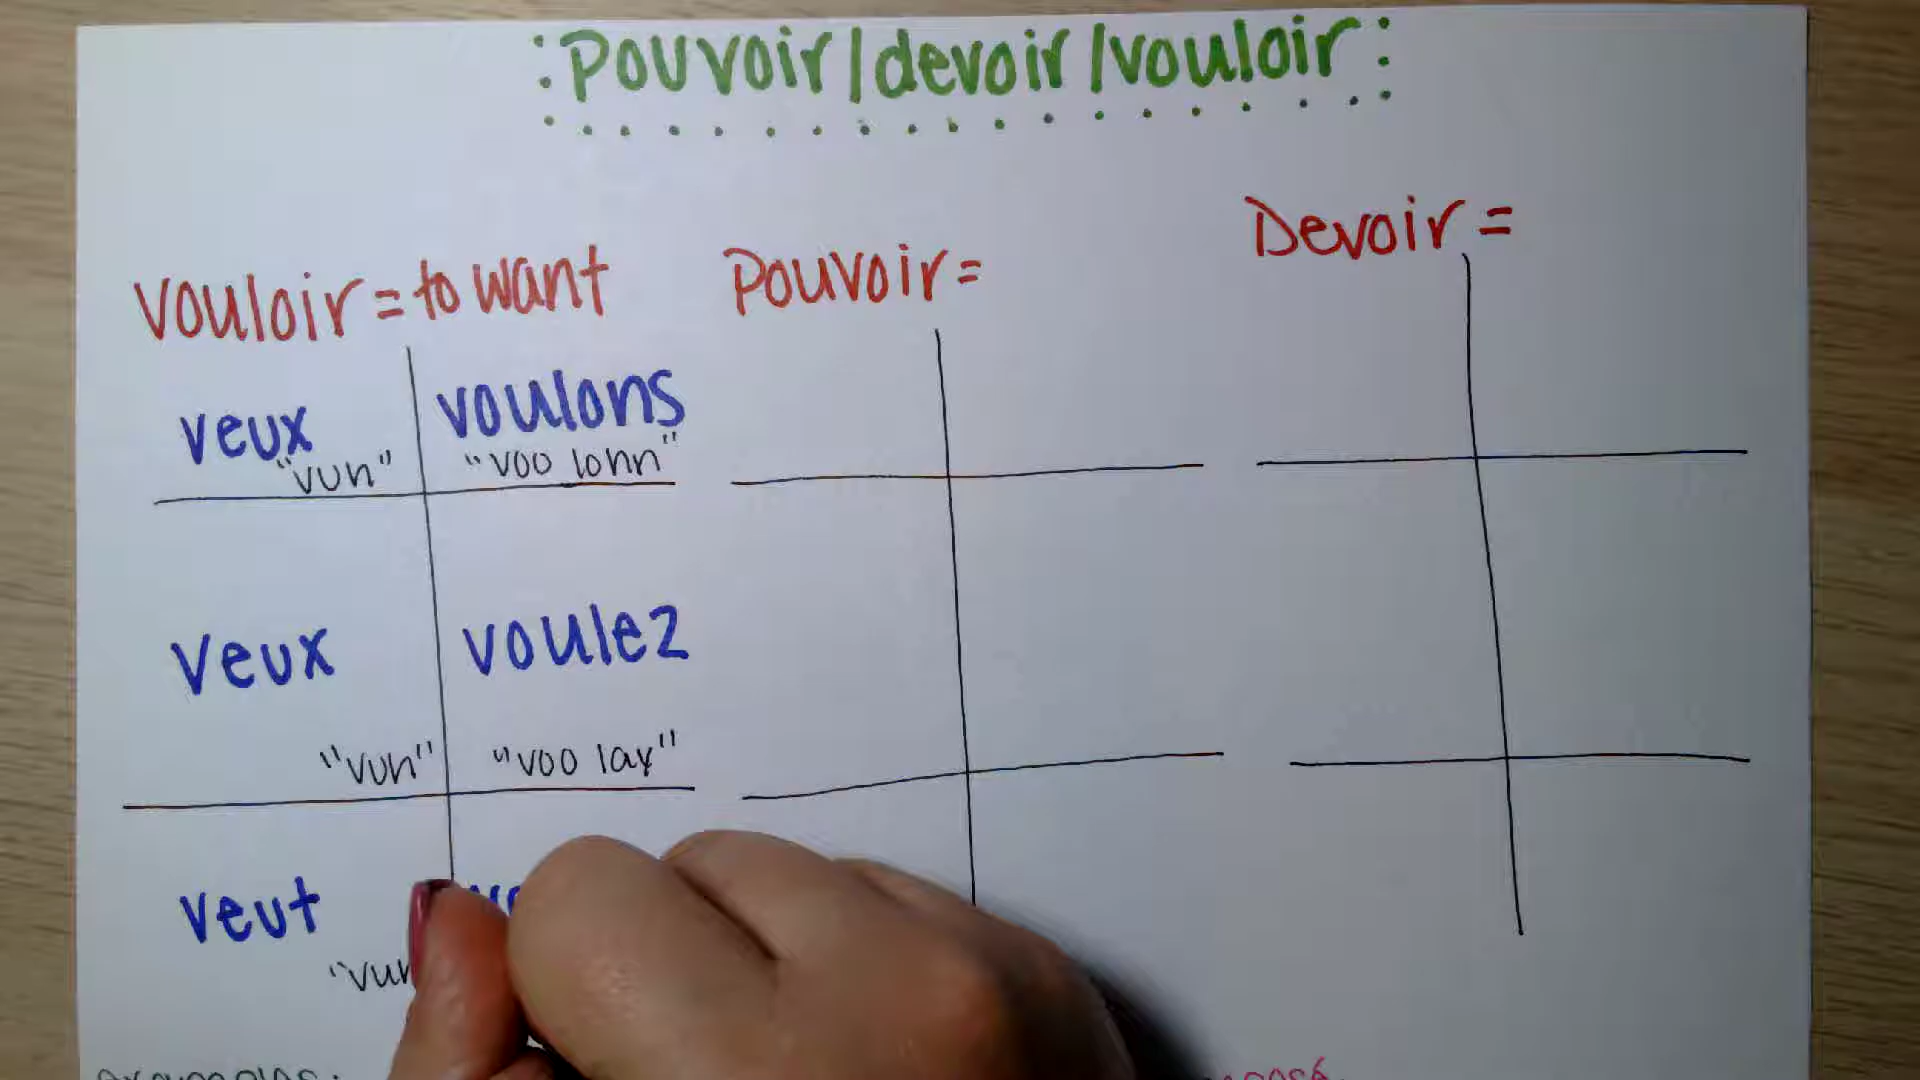 :Pouvoir/devoir/vouloir:
Vouloir = to want
veux
"vuh"
voulons
"voo lohn"
veux
"vuh"
voulez
"voo lay"
veut
Pouvoir =
Devoir =